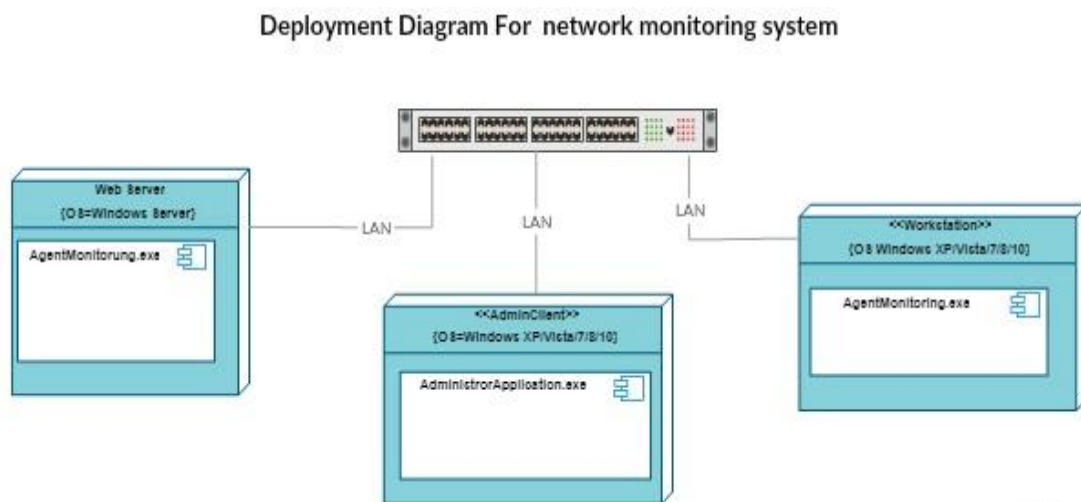 Deployment Diagram For network monitoring system
LAN
LAN
LAN
Web Server
{OS=Windows Server}
AgentMonitorung.exe
<<AdminClient>>
{OS=Windows XP/Vista/7/8/10}
AdministrorApplication.exe
<<Workstation>>
{OS Windows XP/Vista/7/8/10}
AgentMonitoring.exe